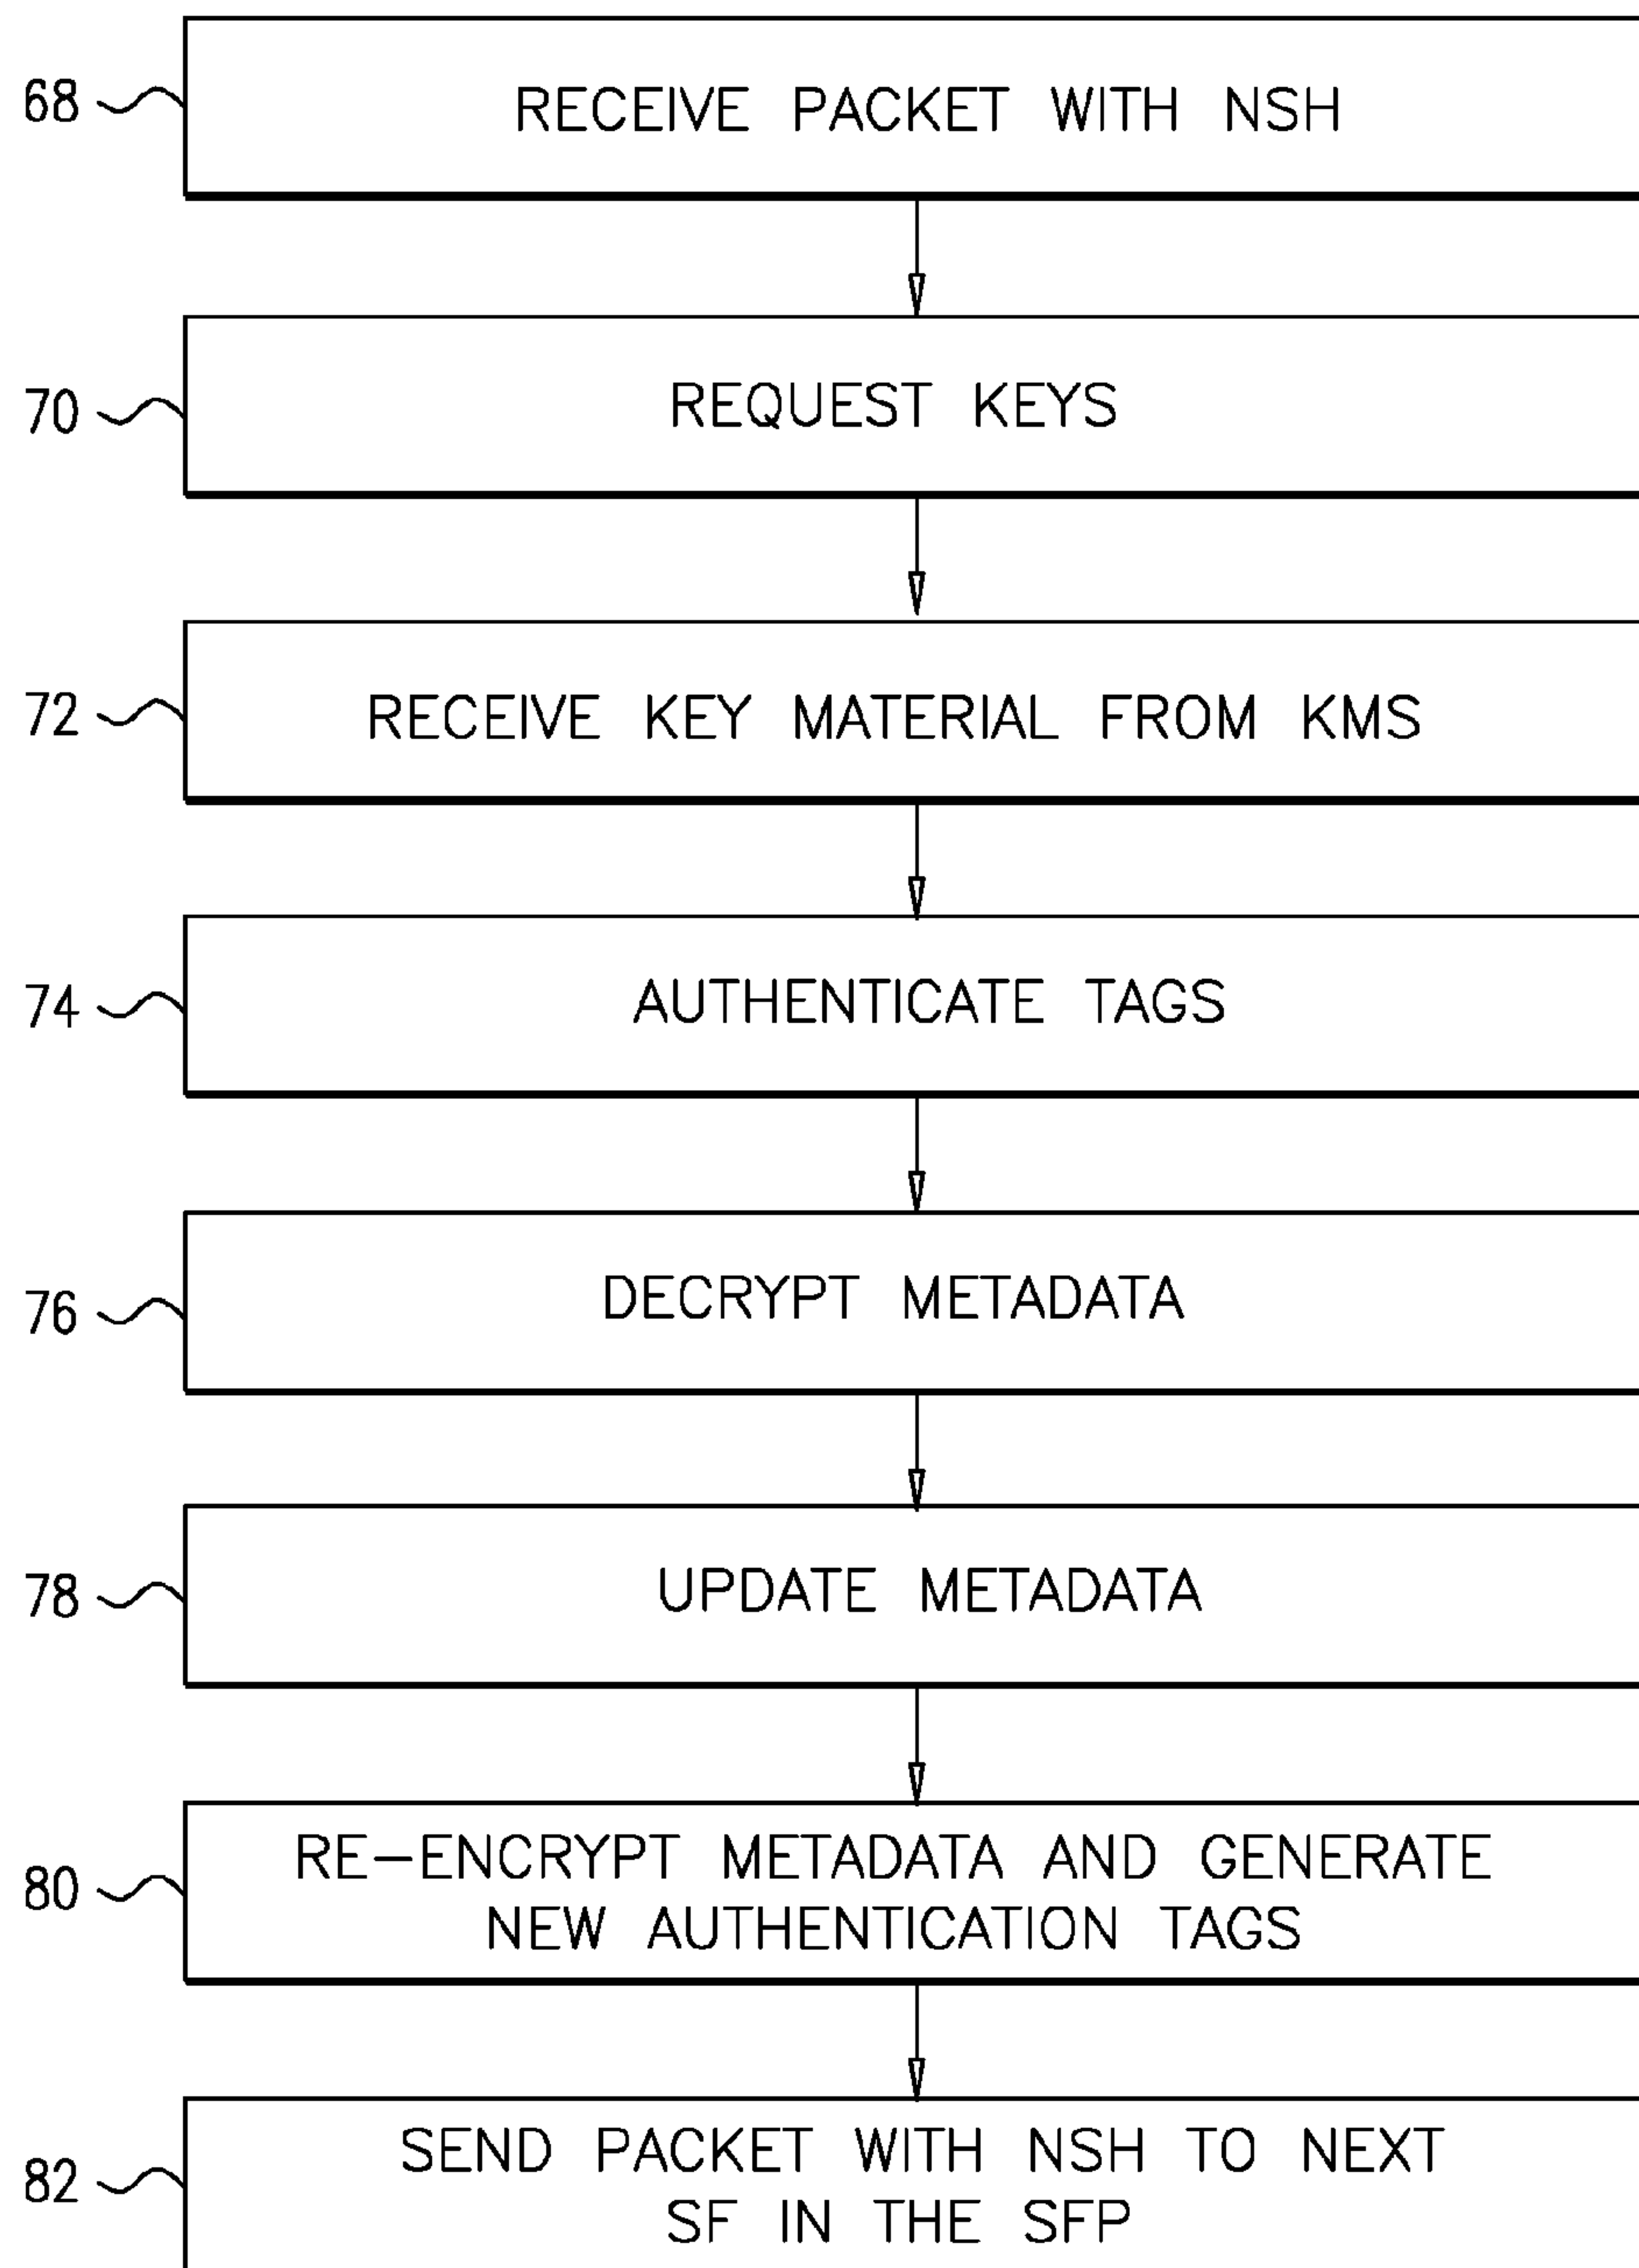 68 RECEIVE PACKET WITH NSH
70 REQUEST KEYS
72 RECEIVE KEY MATERIAL FROM KMS
74 AUTHENTICATE TAGS
76 DECRYPT METADATA
78 UPDATE METADATA
80 RE-ENCRYPT METADATA AND GENERATE
NEW AUTHENTICATION TAGS
82 SEND PACKET WITH NSH TO NEXT
SF IN THE SFP